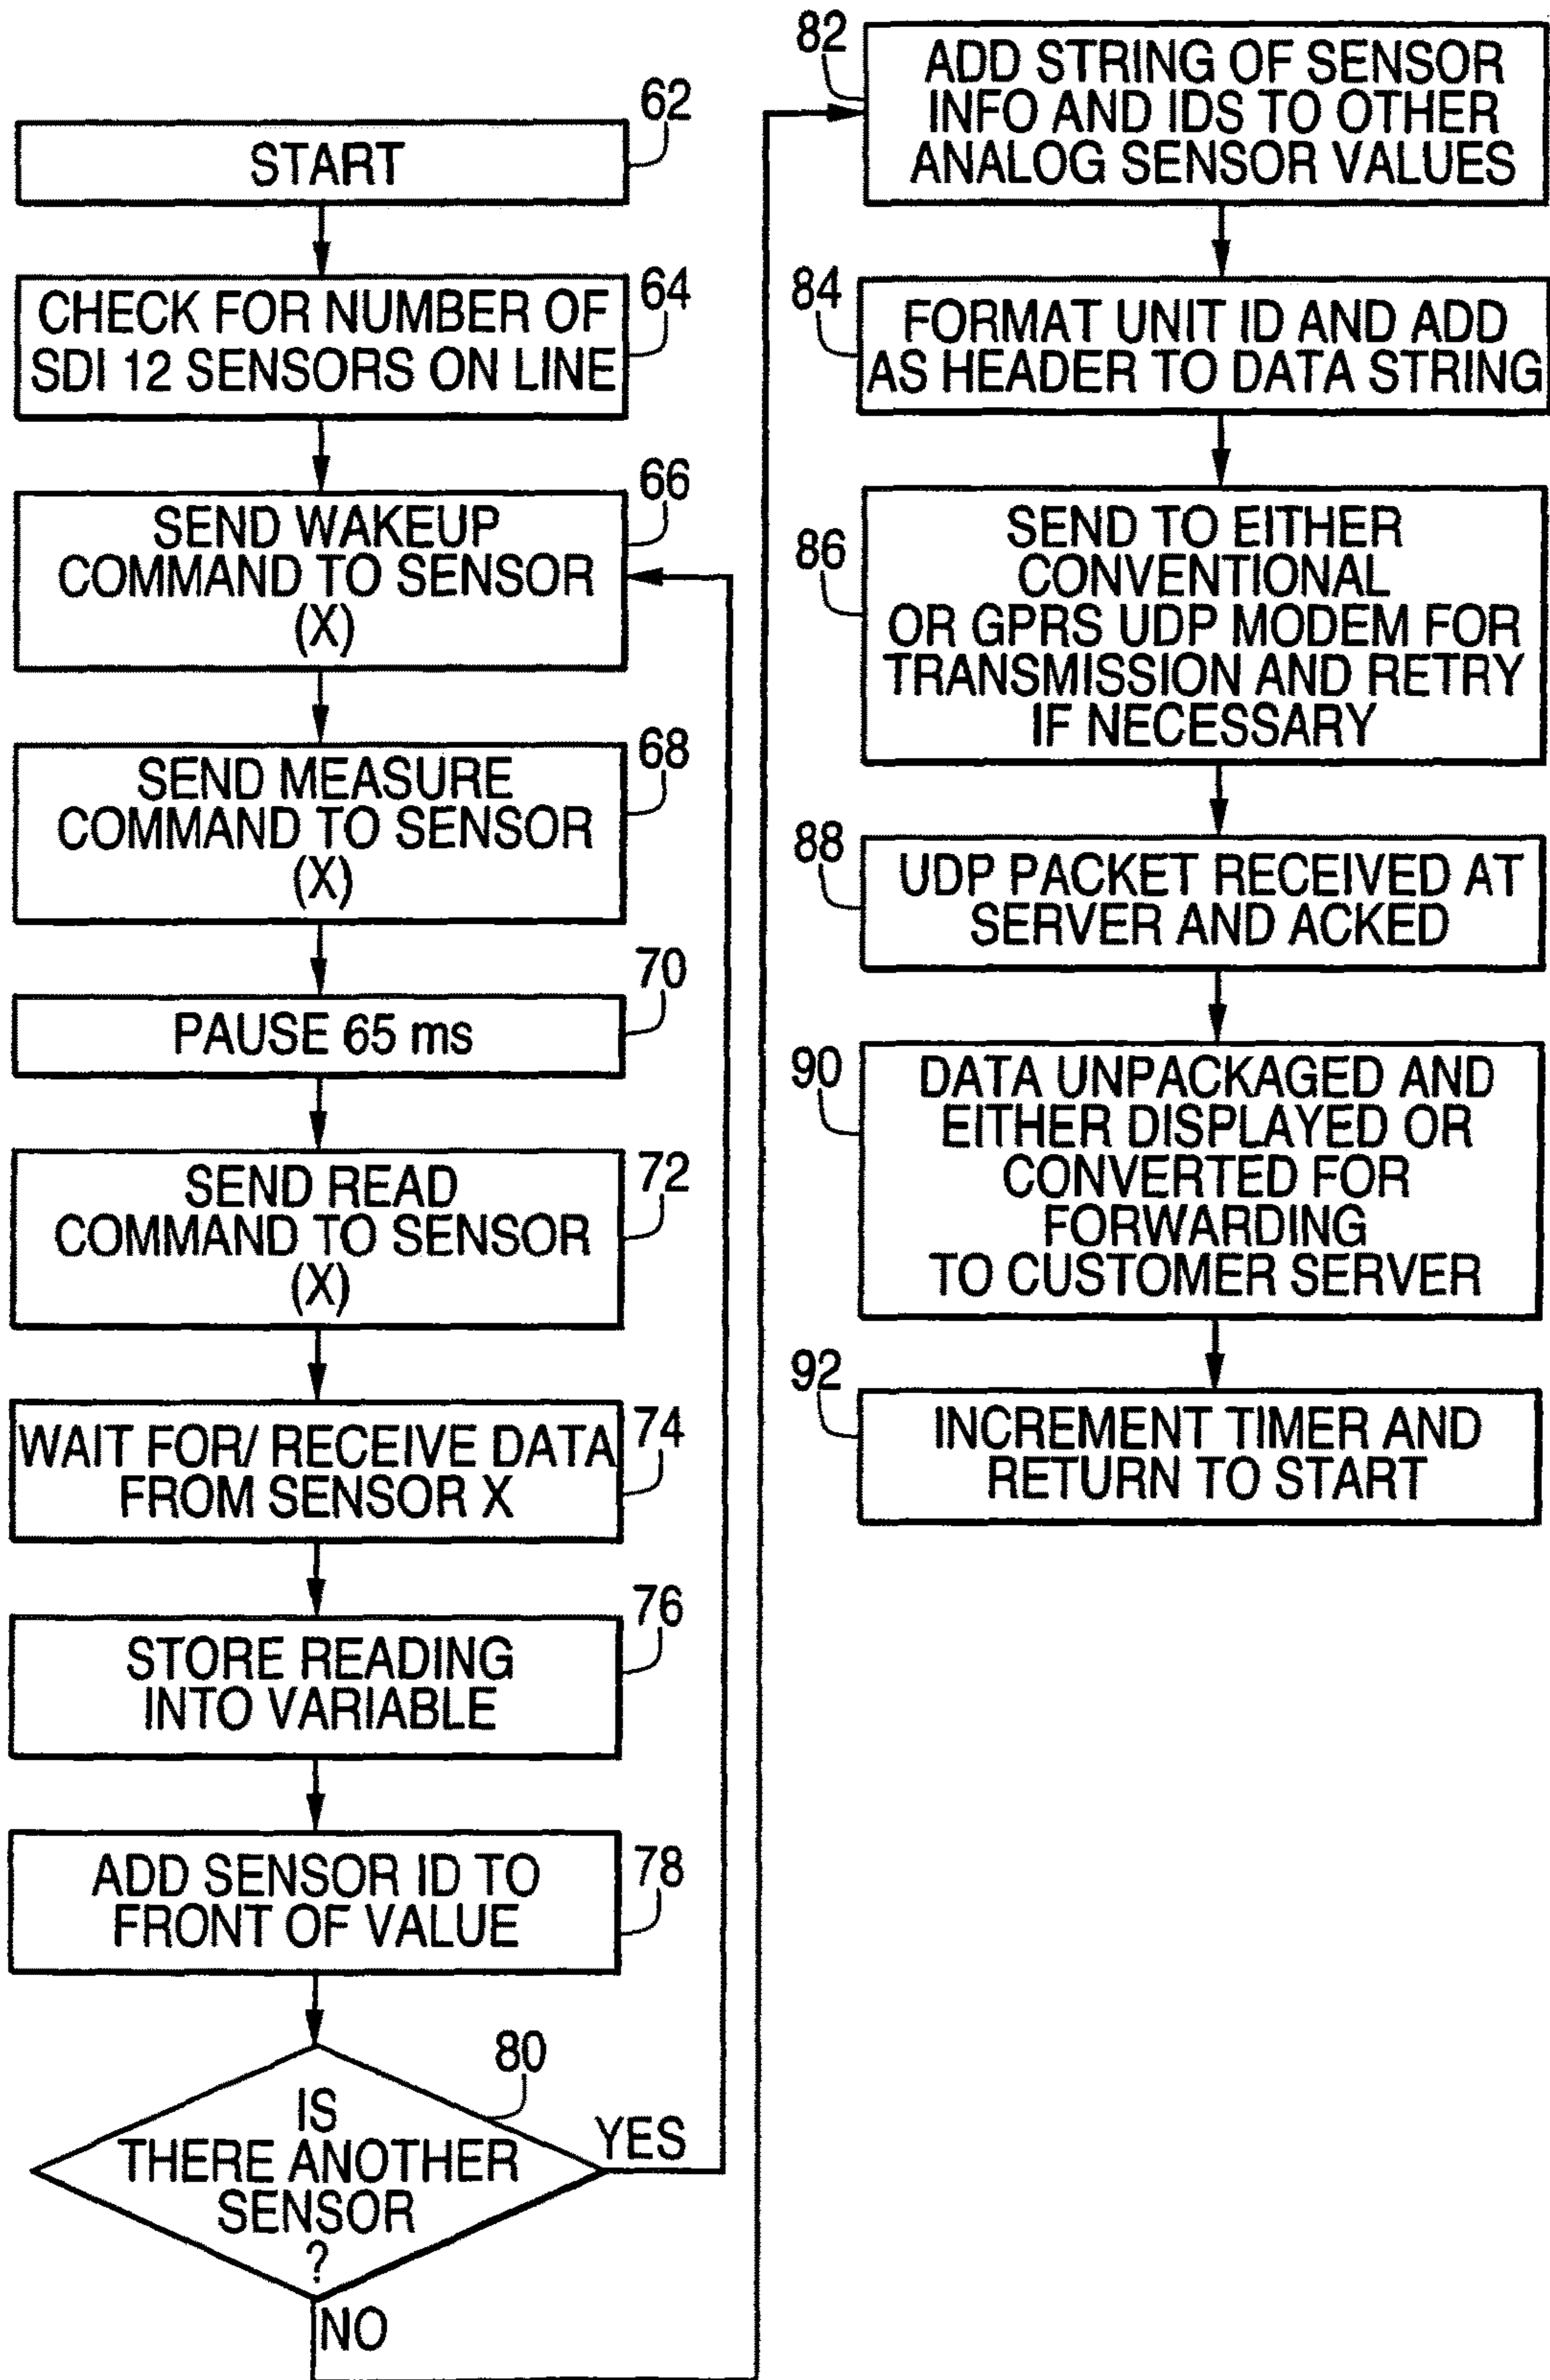 62
START
64
CHECK FOR NUMBER OF
SDI 12 SENSORS ON LINE
66
SEND WAKEUP
COMMAND TO SENSOR
(X)
68
SEND MEASURE
COMMAND TO SENSOR
(X)
70
PAUSE 65 ms
72
SEND READ
COMMAND TO SENSOR
(X)
74
WAIT FOR/ RECEIVE DATA
FROM SENSOR X
76
STORE READING
INTO VARIABLE
78
ADD SENSOR ID TO
FRONT OF VALUE
80
IS
THERE ANOTHER
SENSOR
?
YES
NO
82
ADD STRING OF SENSOR
INFO AND IDS TO OTHER
ANALOG SENSOR VALUES
84
FORMAT UNIT ID AND ADD
AS HEADER TO DATA STRING
86
SEND TO EITHER
CONVENTIONAL
OR GPRS UDP MODEM FOR
TRANSMISSION AND RETRY
IF NECESSARY
88
UDP PACKET RECEIVED AT
SERVER AND ACKED
90
DATA UNPACKAGED AND
EITHER DISPLAYED OR
CONVERTED FOR
FORWARDING
TO CUSTOMER SERVER
92
INCREMENT TIMER AND
RETURN TO START